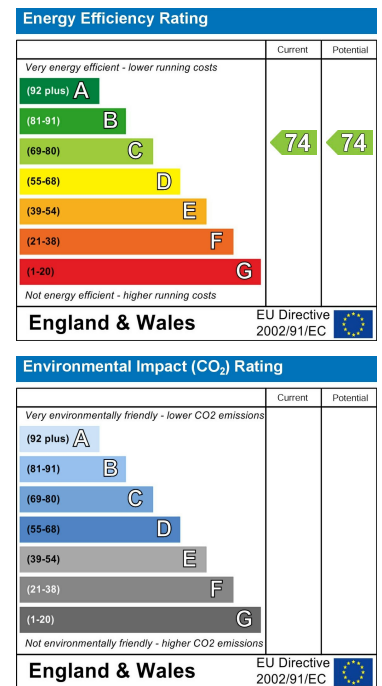 Energy Efficiency Rating
Current Potential
Very energy efficient - lower running costs
(92 plus) A
(81-91) B
(69-80) C
74 74
(55-68) D
(39-54) E
(21-38) F
(1-20) G
Not energy efficient - higher running costs
England & Wales
EU Directive
2002/91/EC
Environmental Impact (CO₂) Rating
Current Potential
Very environmentally friendly - lower CO2 emissions
(92 plus) A
(81-91) B
(69-80) C
(55-68) D
(39-54) E
(21-38) F
(1-20) G
Not environmentally friendly - higher CO2 emissions
England & Wales
EU Directive
2002/91/EC